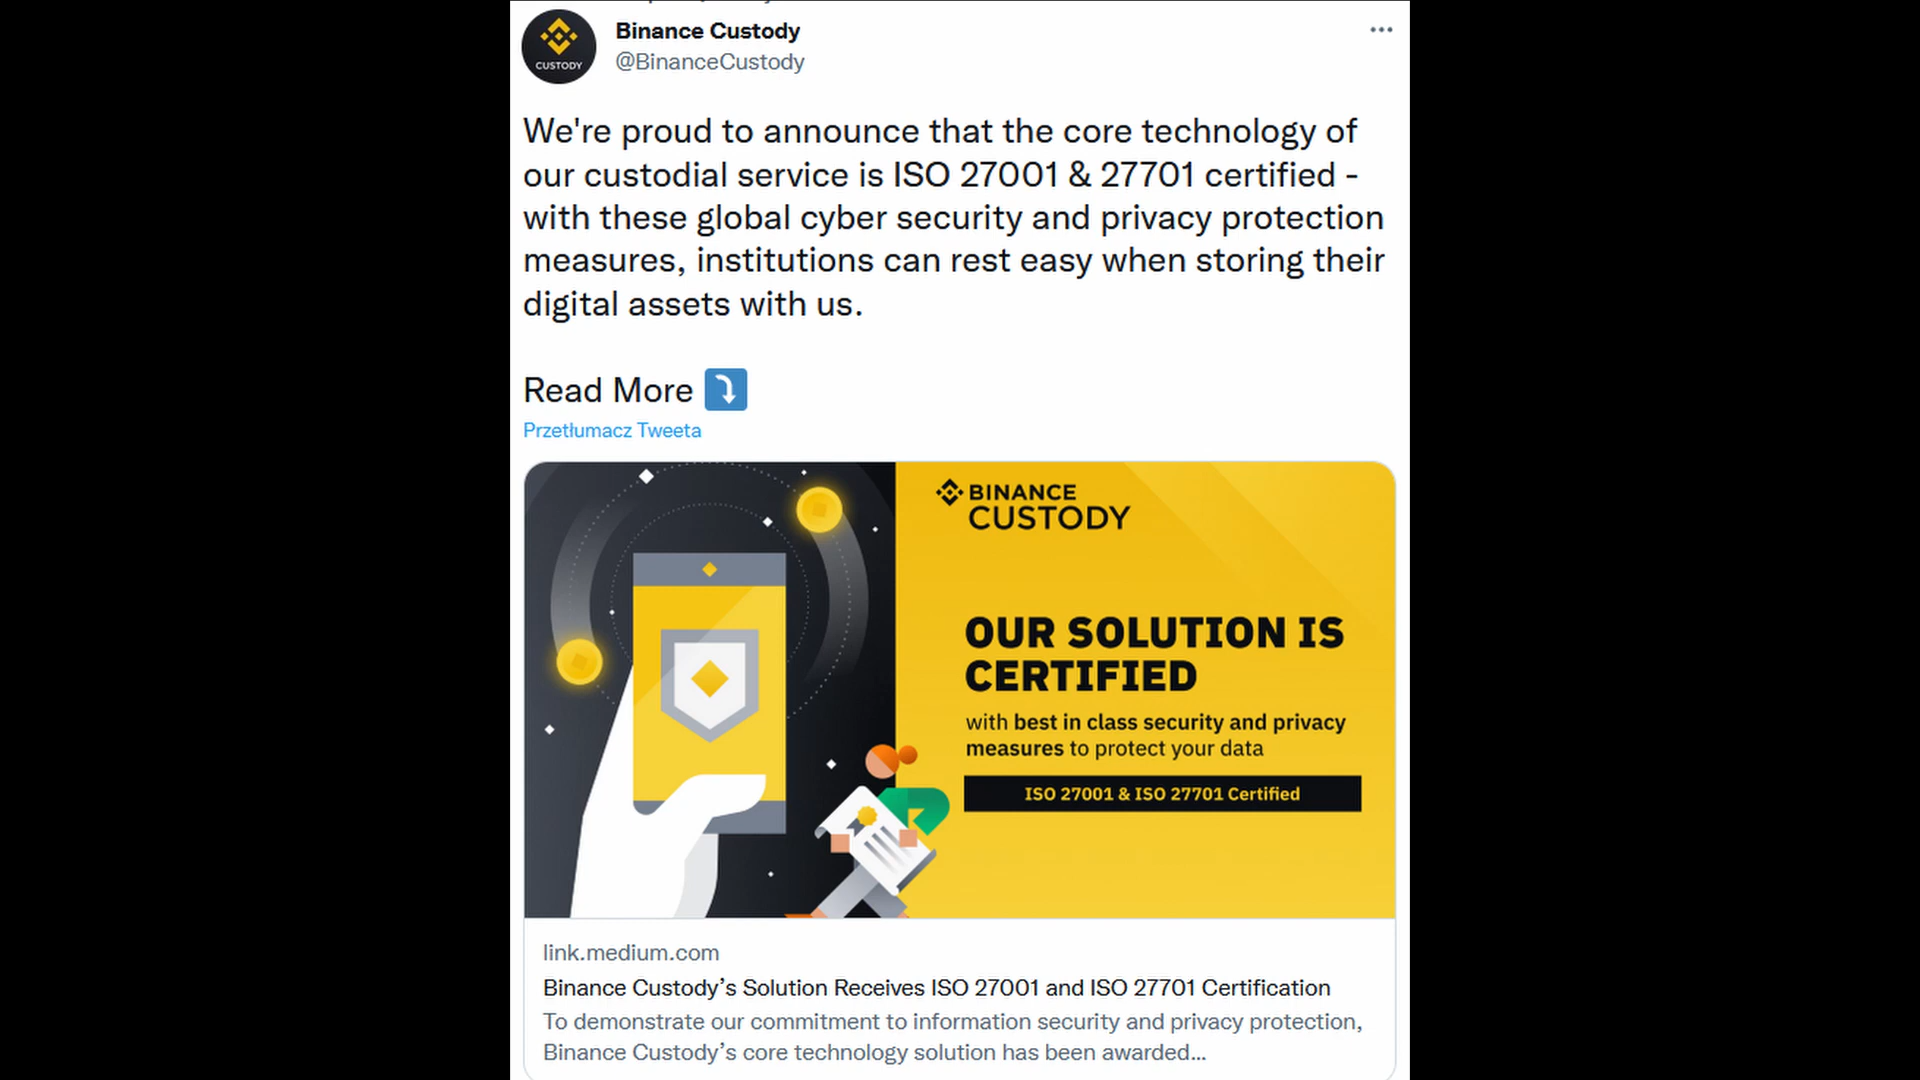 CUSTODY
Binance Custody
@BinanceCustody
We're proud to announce that the core technology of
our custodial service is ISO 27001 & 27701 certified -
with these global cyber security and privacy protection
measures, institutions can rest easy when storing their
digital assets with us.
Read More
Przetłumacz Tweeta
BINANCE
CUSTODY
OUR SOLUTION IS
CERTIFIED
with best in class security and privacy
measures to protect your data
ISO 27001 & ISO 27701 Certified
link.medium.com
Binance Custody’s Solution Receives ISO 27001 and ISO 27701 Certification
To demonstrate our commitment to information security and privacy protection,
Binance Custody’s core technology solution has been awarded...